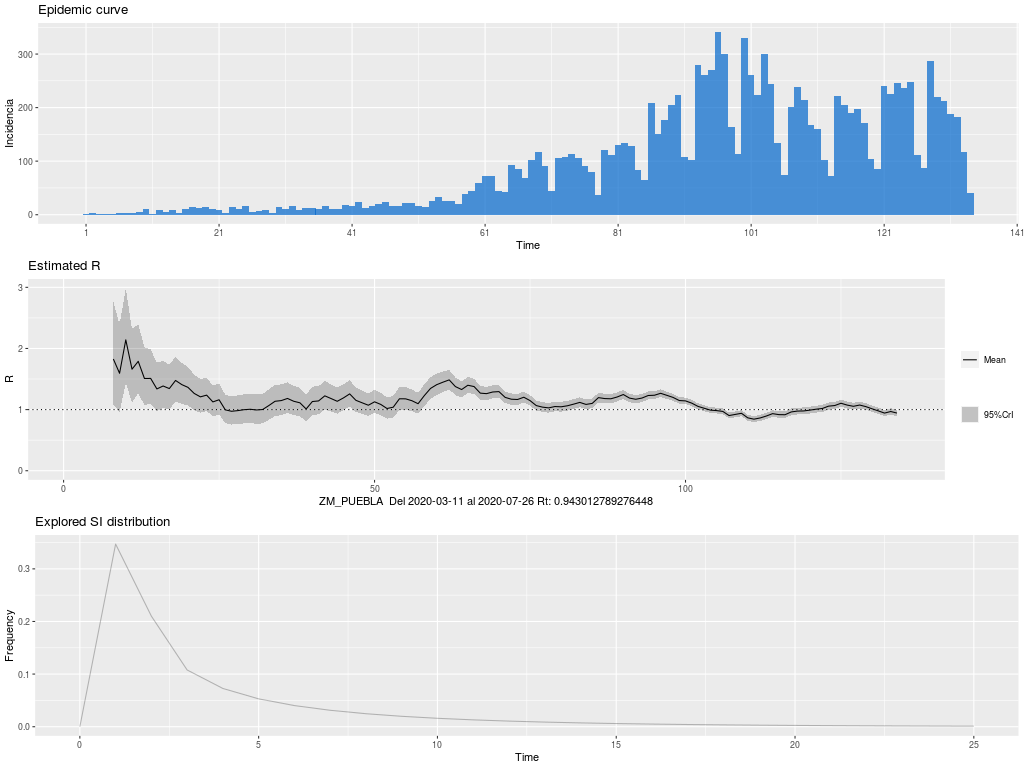 Epidemic curve
300
200
100
0
Incidencia
1 21 41 61 81 101 121 141
Time
Estimated R
3
2
1
0
R
0 50 100
ZM_PUEBLA Del 2020-03-11 al 2020-07-26 Rt: 0.943012789276448
Mean
95%CrI
Explored SI distribution
0.3
0.2
0.1
0.0
Frequency
0 5 10 15 20 25
Time